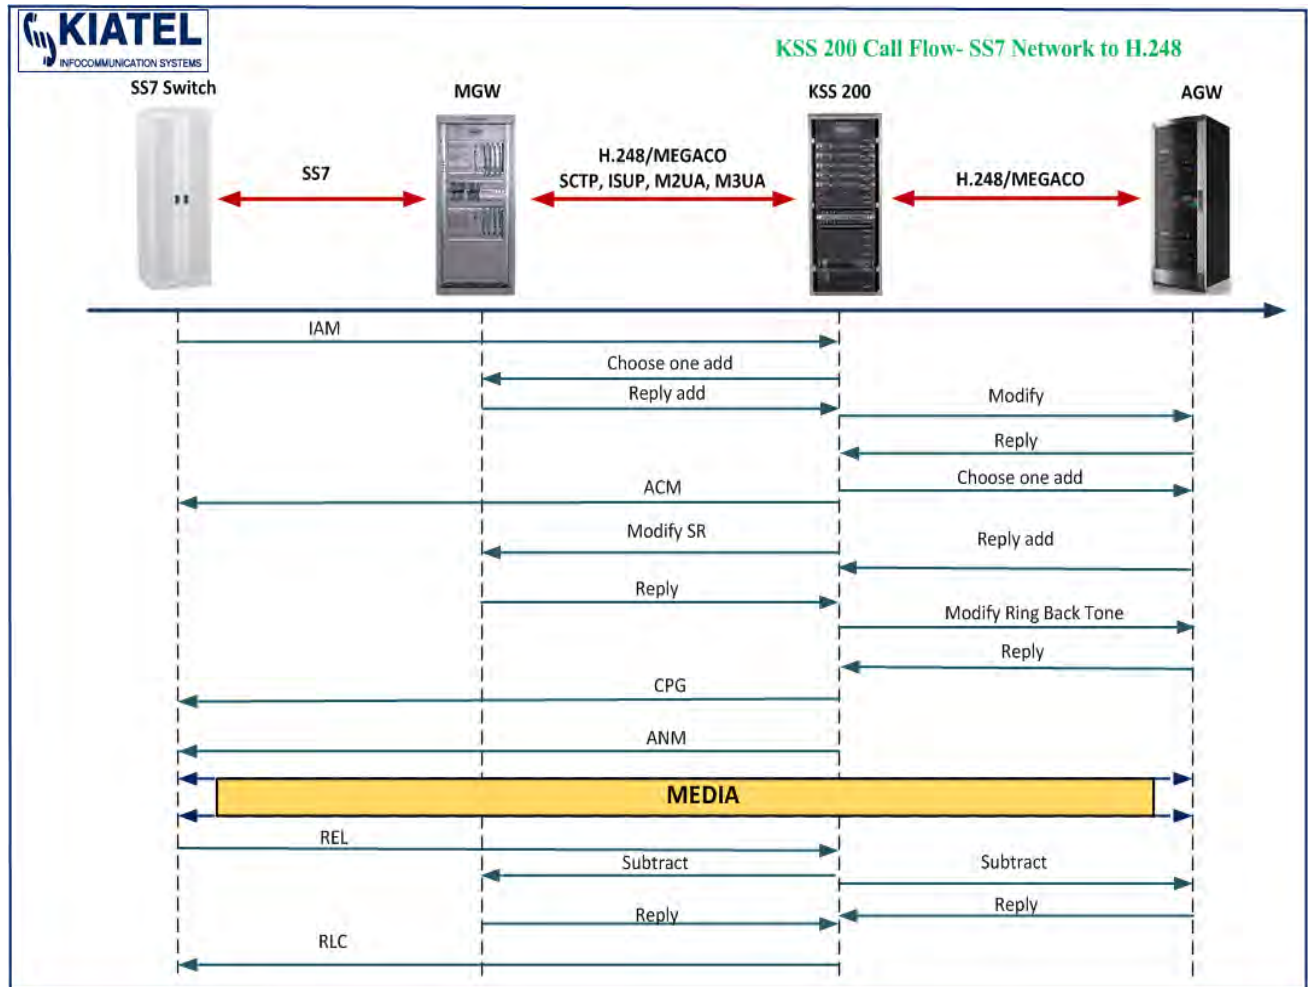 KIATEL
INFOCOMMUNICATION SYSTEMS
KSS 200 Call Flow- SS7 Network to H.248
SS7 Switch
MGW
KSS 200
AGW
SS7
H.248/MEGACO
SCTP, ISUP, M2UA, M3UA
H.248/MEGACO
IAM
Choose one add
Reply add
Modify
Reply
Choose one add
ACM
Modify SR
Reply add
Reply
Modify Ring Back Tone
Reply
CPG
ANM
MEDIA
REL
Subtract
Subtract
Reply
Reply
RLC